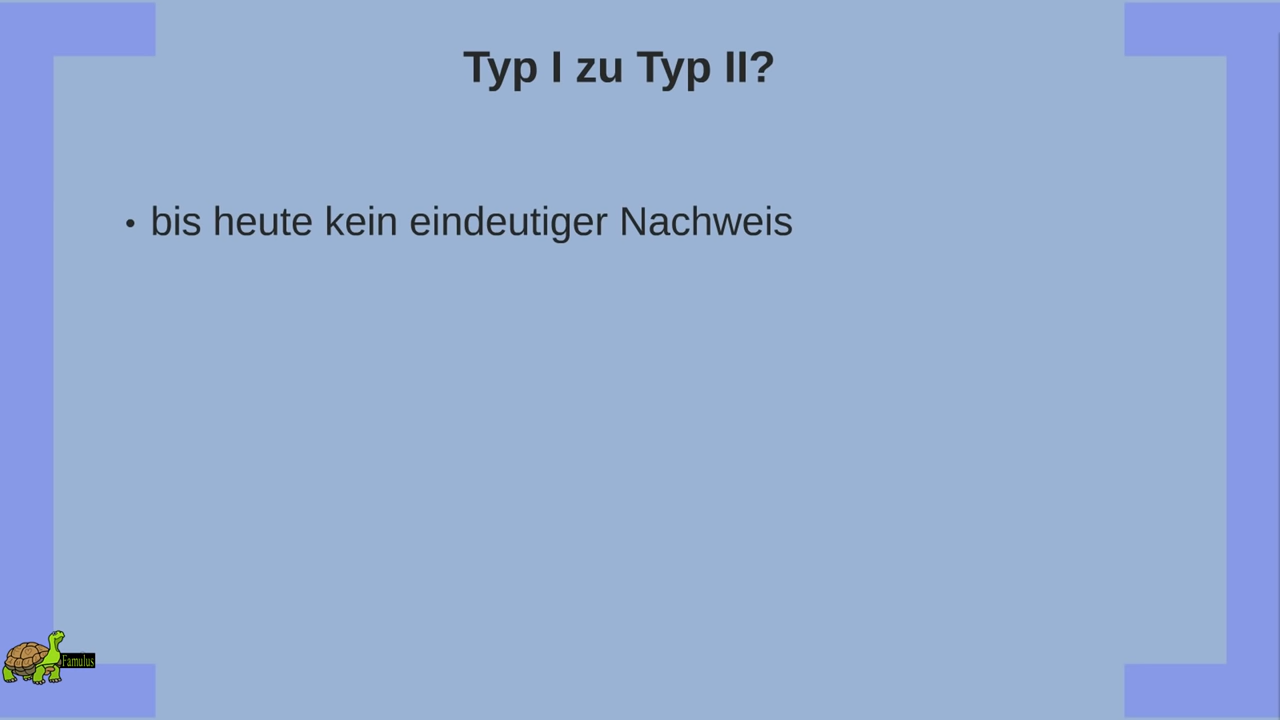 Typ I zu Typ II?
• bis heute kein eindeutiger Nachweis
Famulus